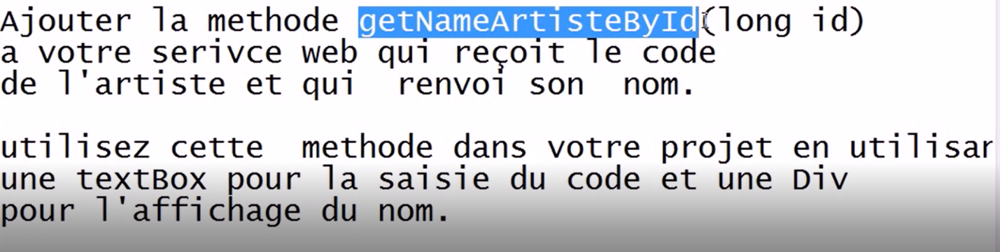 Ajouter la methode getNameArtisteById(long id)
a votre serivce web qui reçoit le code
de l'artiste et qui renvoi son nom.
utilisez cette methode dans votre projet en
une textBox pour la saisie du code et une Div
pour l'affichage du nom.